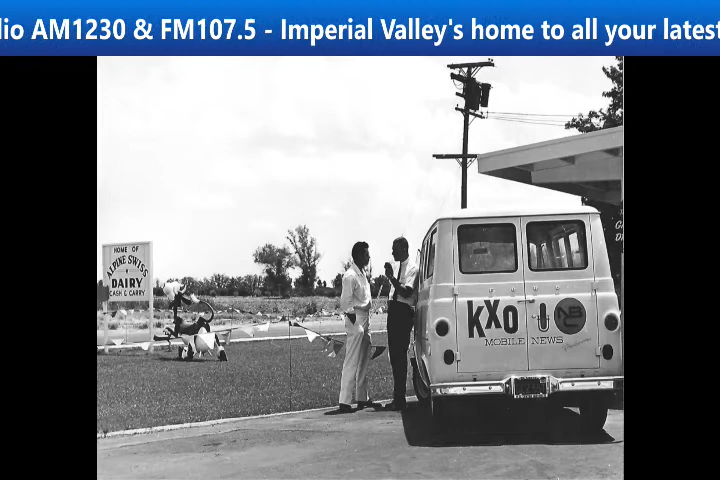 dio AM1230 & FM107.5 - Imperial Valley's home to all your latest
HOME OF
ALPINE SWISS
DAIRY
CASH & CARRY
KXO
NBC
MOBILE NEWS